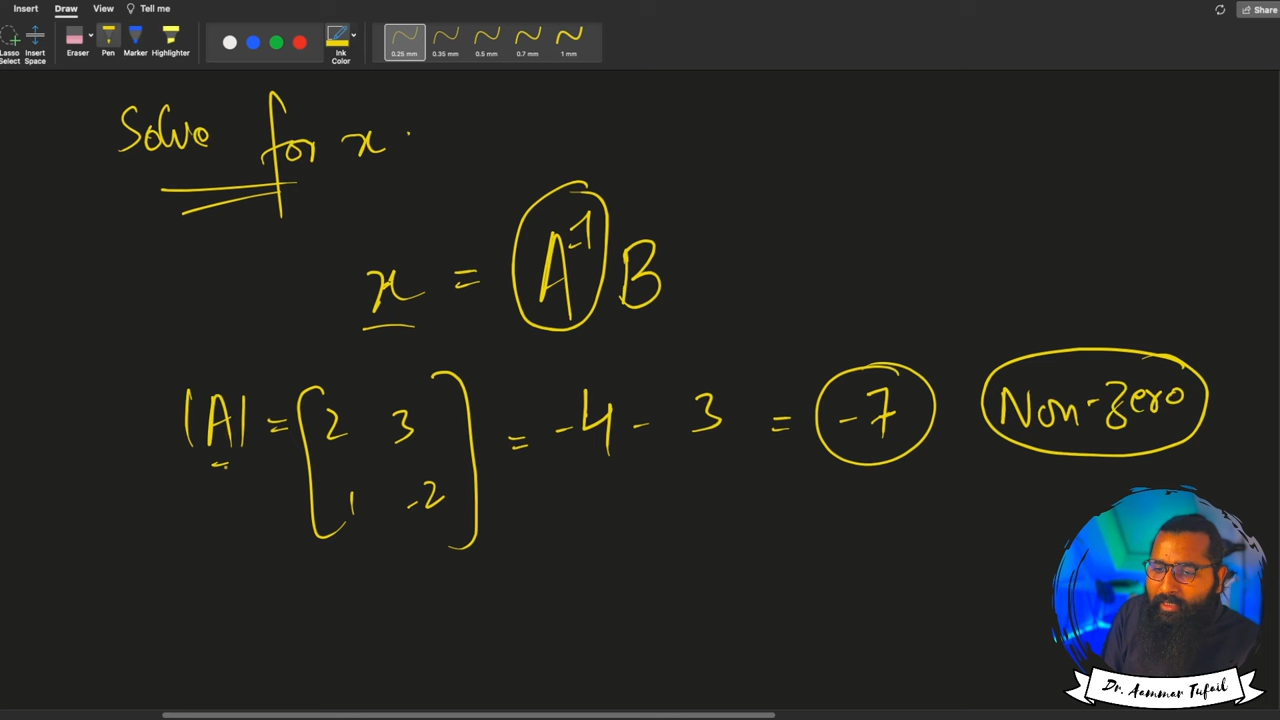 Insert Draw View Tell me
Share
Lasso Select
Insert Space
Eraser
Pen
Marker
Highlighter
Ink Color
0.25 mm
0.35 mm
0.5 mm
0.7 mm
1 mm
Solve for x.
x = A⁻¹ B
|A| = [2 3 = -4 - 3 = -7 Non-Zero
1 -2]
Dr. Aammar Tufail